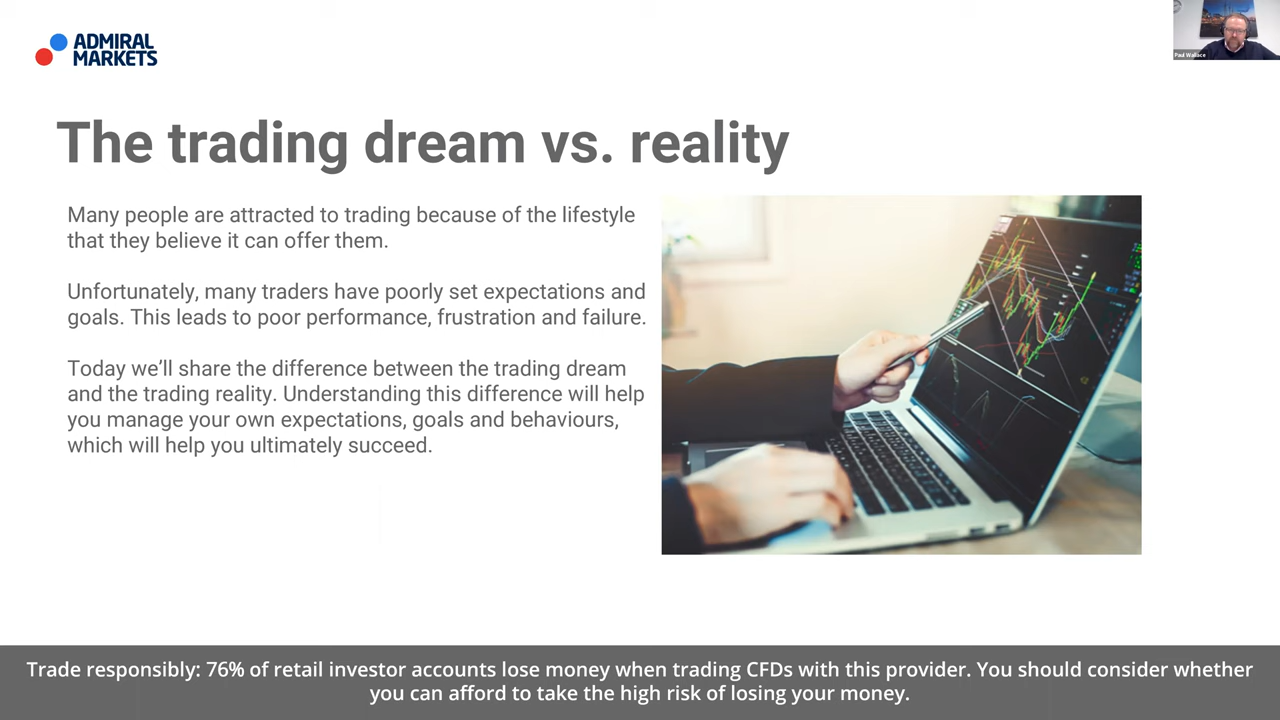 ADMIRAL
MARKETS
Paul Wallace
The trading dream vs. reality
Many people are attracted to trading because of the lifestyle
that they believe it can offer them.
Unfortunately, many traders have poorly set expectations and
goals. This leads to poor performance, frustration and failure.
Today we’ll share the difference between the trading dream
and the trading reality. Understanding this difference will help
you manage your own expectations, goals and behaviours,
which will help you ultimately succeed.
Trade responsibly: 76% of retail investor accounts lose money when trading CFDs with this provider. You should consider whether
you can afford to take the high risk of losing your money.